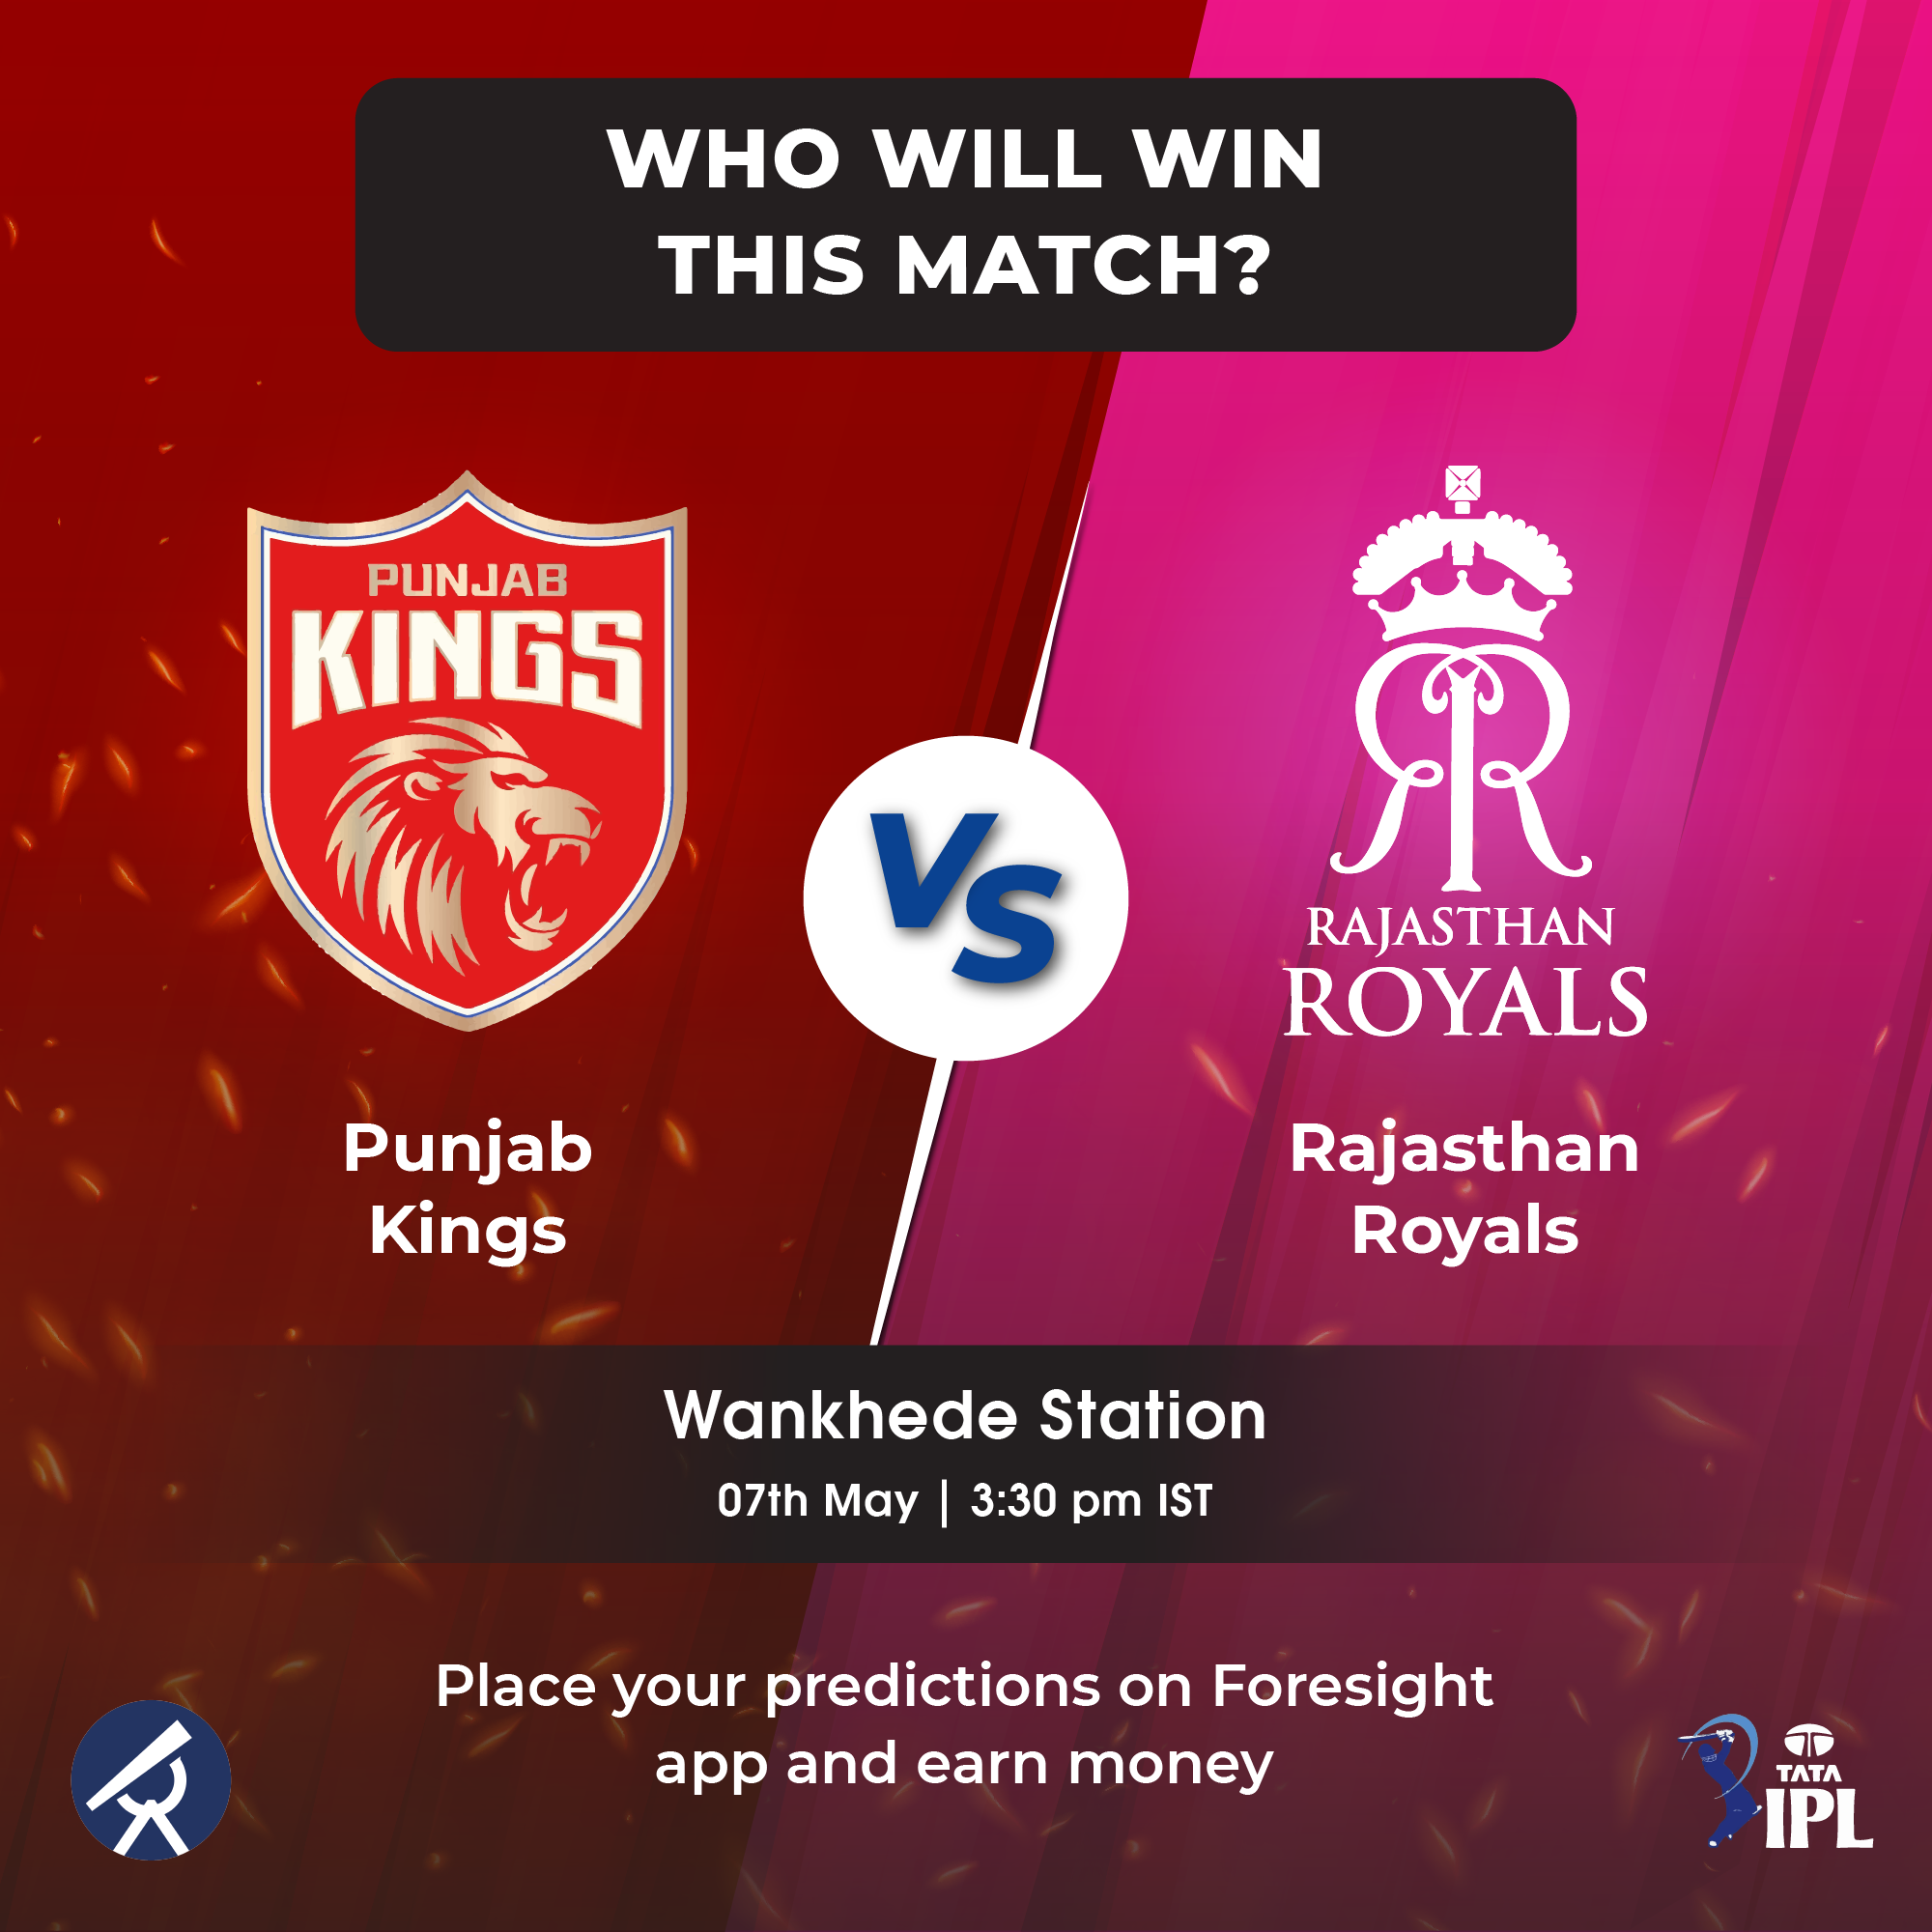 WHO WILL WIN
THIS MATCH?
PUNJAB
KINGS
VS
RAJASTHAN
ROYALS
Punjab
Kings
Rajasthan
Royals
Wankhede Station
07th May | 3:30 pm IST
Place your predictions on Foresight
app and earn money
TATA
IPL